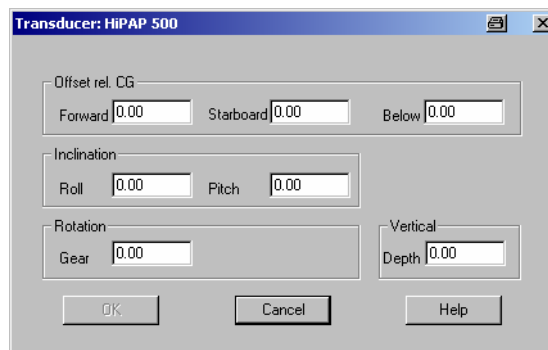 Transducer: HiPAP 500
Offset rel. CG
Forward 0.00 Starboard 0.00 Below 0.00
Inclination
Roll 0.00 Pitch 0.00
Rotation Vertical
Gear 0.00 Depth 0.00
OK Cancel Help